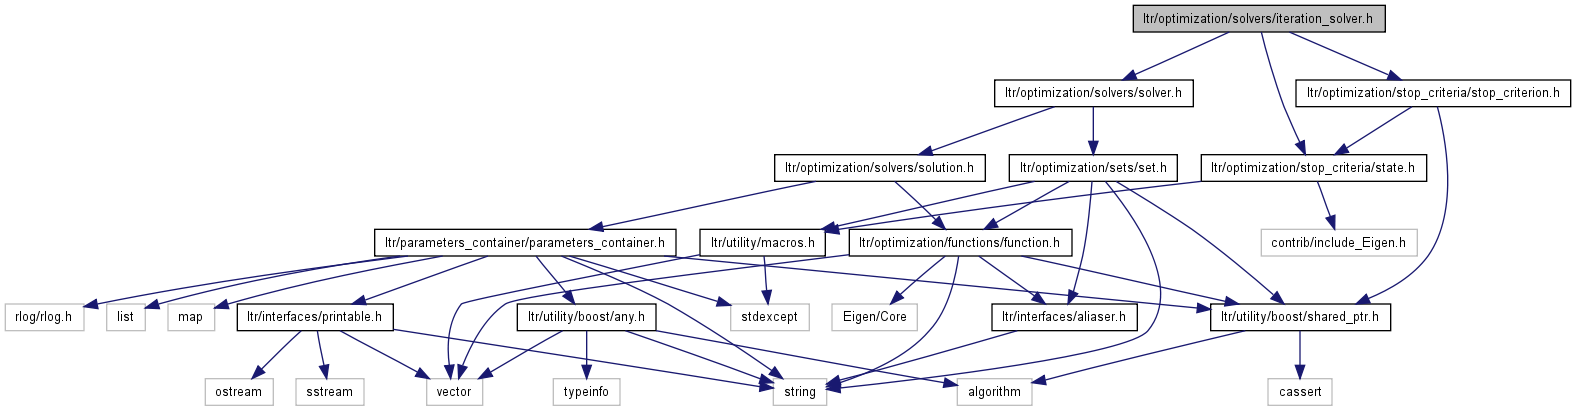 ltr/optimization/solvers/iteration_solver.h
ltr/optimization/solvers/solver.h
ltr/optimization/stop_criteria/stop_criterion.h
ltr/optimization/solvers/solution.h
ltr/optimization/sets/set.h
ltr/optimization/stop_criteria/state.h
ltr/parameters_container/parameters_container.h
ltr/utility/macros.h
ltr/optimization/functions/function.h
contrib/include_Eigen.h
rlog/rlog.h
list
map
ltr/interfaces/printable.h
ltr/utility/boost/any.h
stdexcept
Eigen/Core
ltr/interfaces/aliaser.h
ltr/utility/boost/shared_ptr.h
ostream
sstream
vector
typeinfo
string
algorithm
cassert